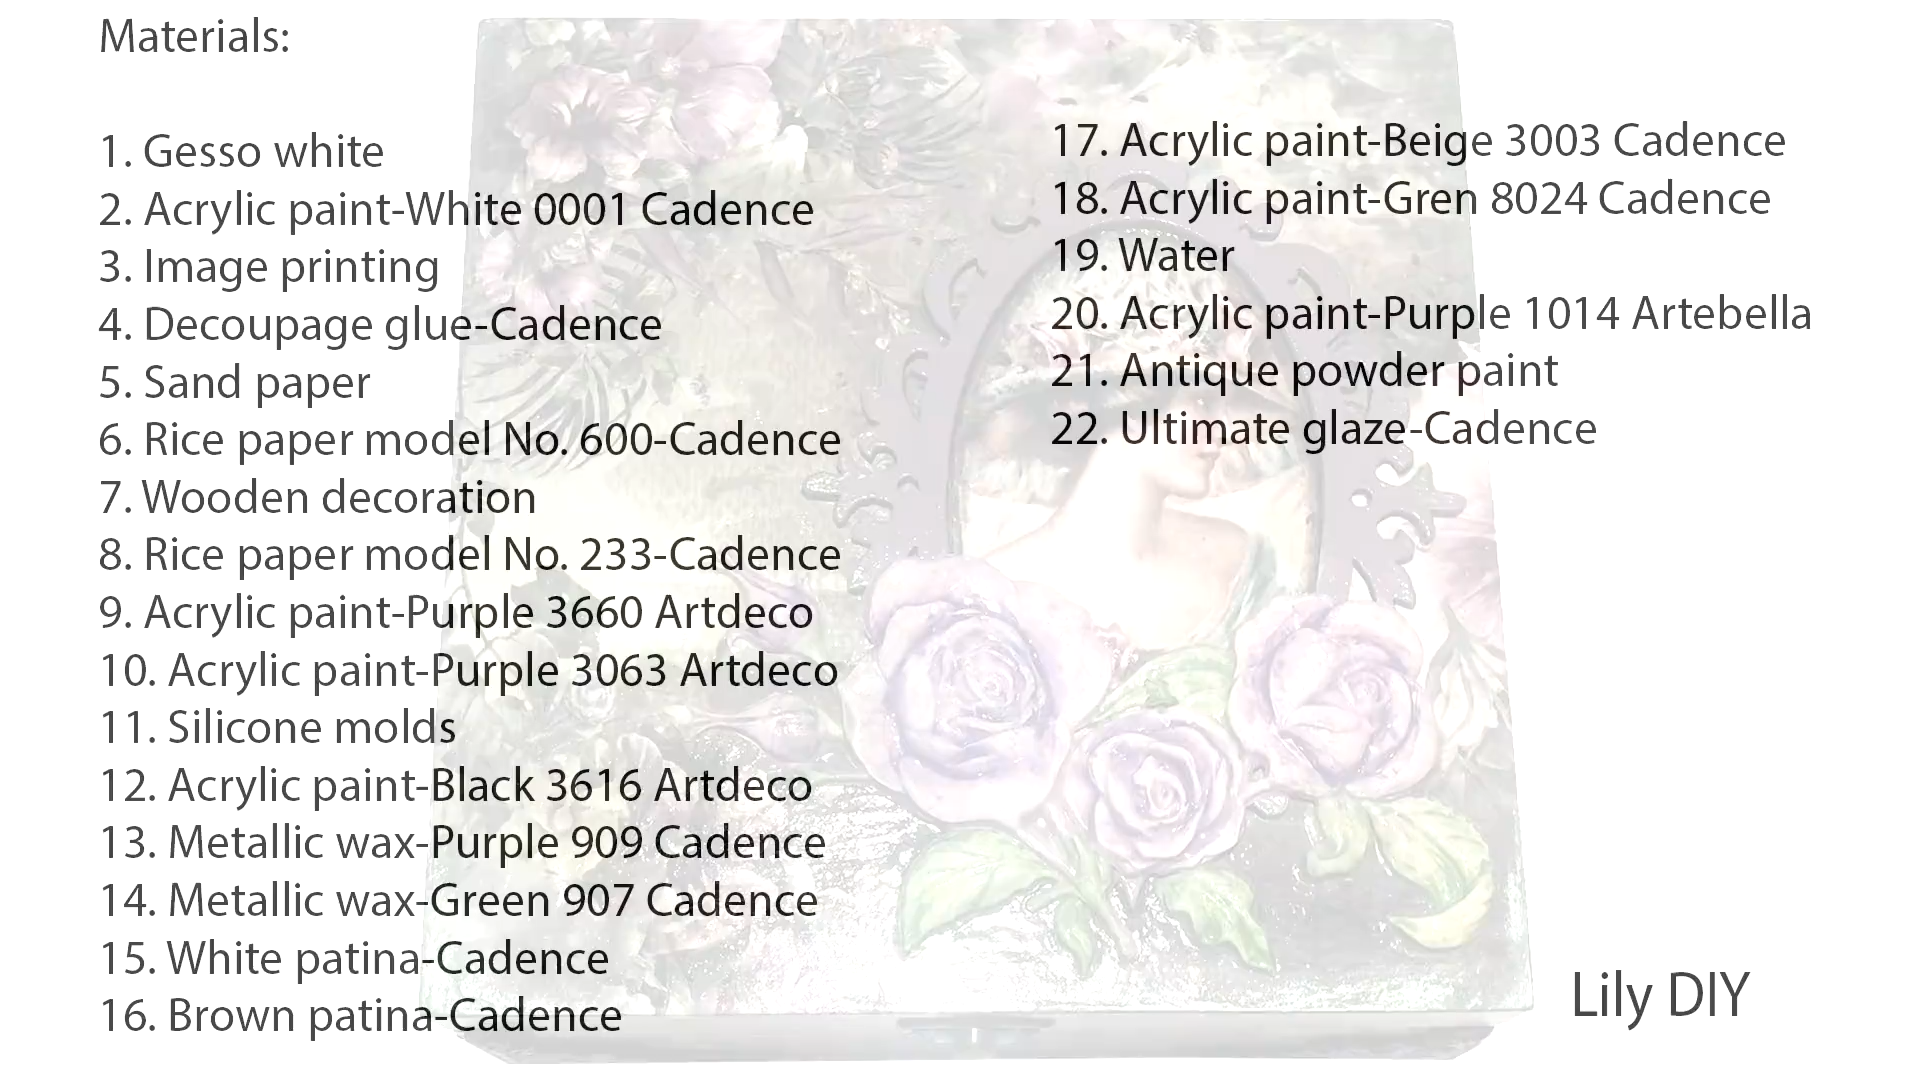 Materials:
1. Gesso white
2. Acrylic paint-White 0001 Cadence
3. Image printing
4. Decoupage glue-Cadence
5. Sand paper
6. Rice paper model No. 600-Cadence
7. Wooden decoration
8. Rice paper model No. 233-Cadence
9. Acrylic paint-Purple 3660 Artdeco
10. Acrylic paint-Purple 3063 Artdeco
11. Silicone molds
12. Acrylic paint-Black 3616 Artdeco
13. Metallic wax-Purple 909 Cadence
14. Metallic wax-Green 907 Cadence
15. White patina-Cadence
16. Brown patina-Cadence
17. Acrylic paint-Beige 3003 Cadence
18. Acrylic paint-Gren 8024 Cadence
19. Water
20. Acrylic paint-Purple 1014 Artebella
21. Antique powder paint
22. Ultimate glaze-Cadence
Lily DIY